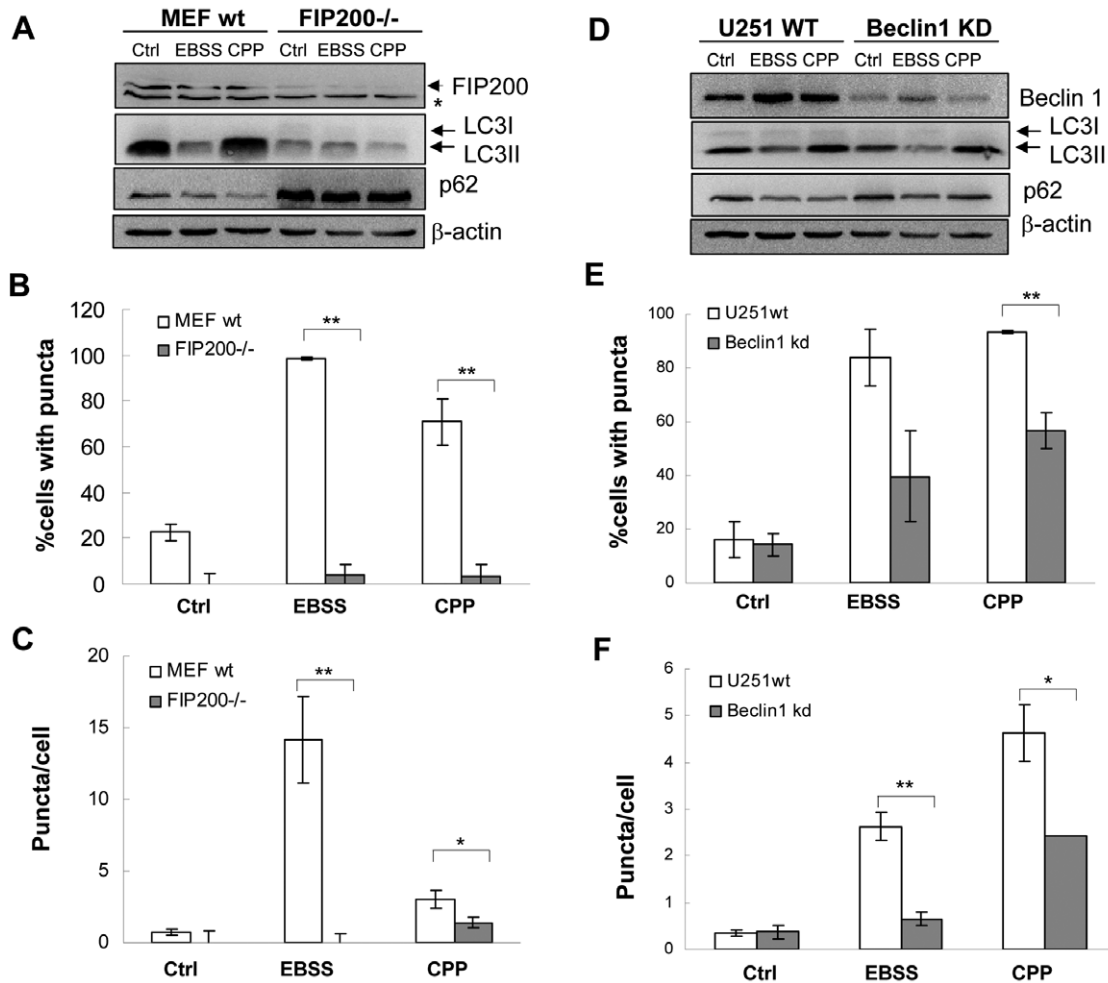 A
MEF wt FIP200-/-
Ctrl EBSS CPP Ctrl EBSS CPP
FIP200
*
LC3I
LC3II
p62
β-actin
B
%cells with puncta
120
100
80
60
40
20
0
MEF wt
FIP200-/-
**
**
Ctrl EBSS CPP
C
Puncta/cell
20
15
10
5
0
MEF wt
FIP200-/-
**
*
Ctrl EBSS CPP
D
U251 WT Beclin1 KD
Ctrl EBSS CPP Ctrl EBSS CPP
Beclin 1
LC3I
LC3II
p62
β-actin
E
%cells with puncta
100
80
60
40
20
0
U251wt
Beclin1 kd
**
Ctrl EBSS CPP
F
Puncta/cell
6
5
4
3
2
1
0
U251wt
Beclin1 kd
**
*
Ctrl EBSS CPP